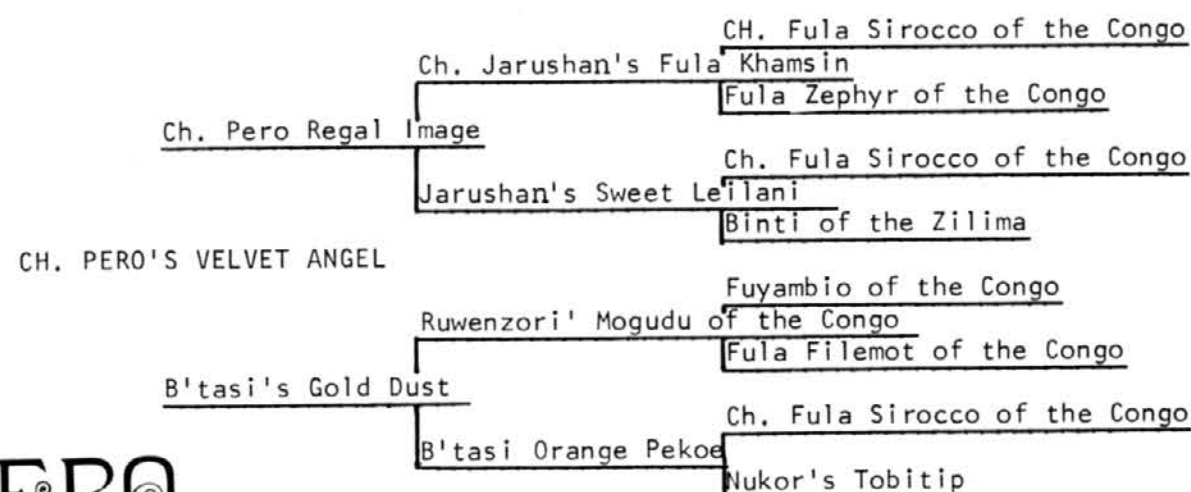 CH. Fula Sirocco of the Congo
Ch. Jarushan's Fula Khamsin
Fula Zephyr of the Congo
Ch. Pero Regal Image
Ch. Fula Sirocco of the Congo
Jarushan's Sweet Leilani
Binti of the Zilima
CH. PERO'S VELVET ANGEL
Fuyambio of the Congo
Ruwenzori' Mogudu of the Congo
Fula Filemot of the Congo
B'tasi's Gold Dust
Ch. Fula Sirocco of the Congo
B'tasi Orange Pekoe
Nukor's Tobitip